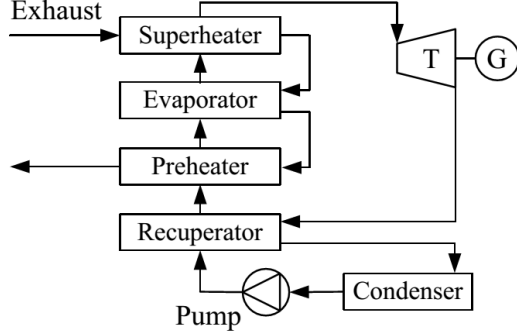 Exhaust
Superheater
T
G
Evaporator
Preheater
Recuperator
Condenser
Pump